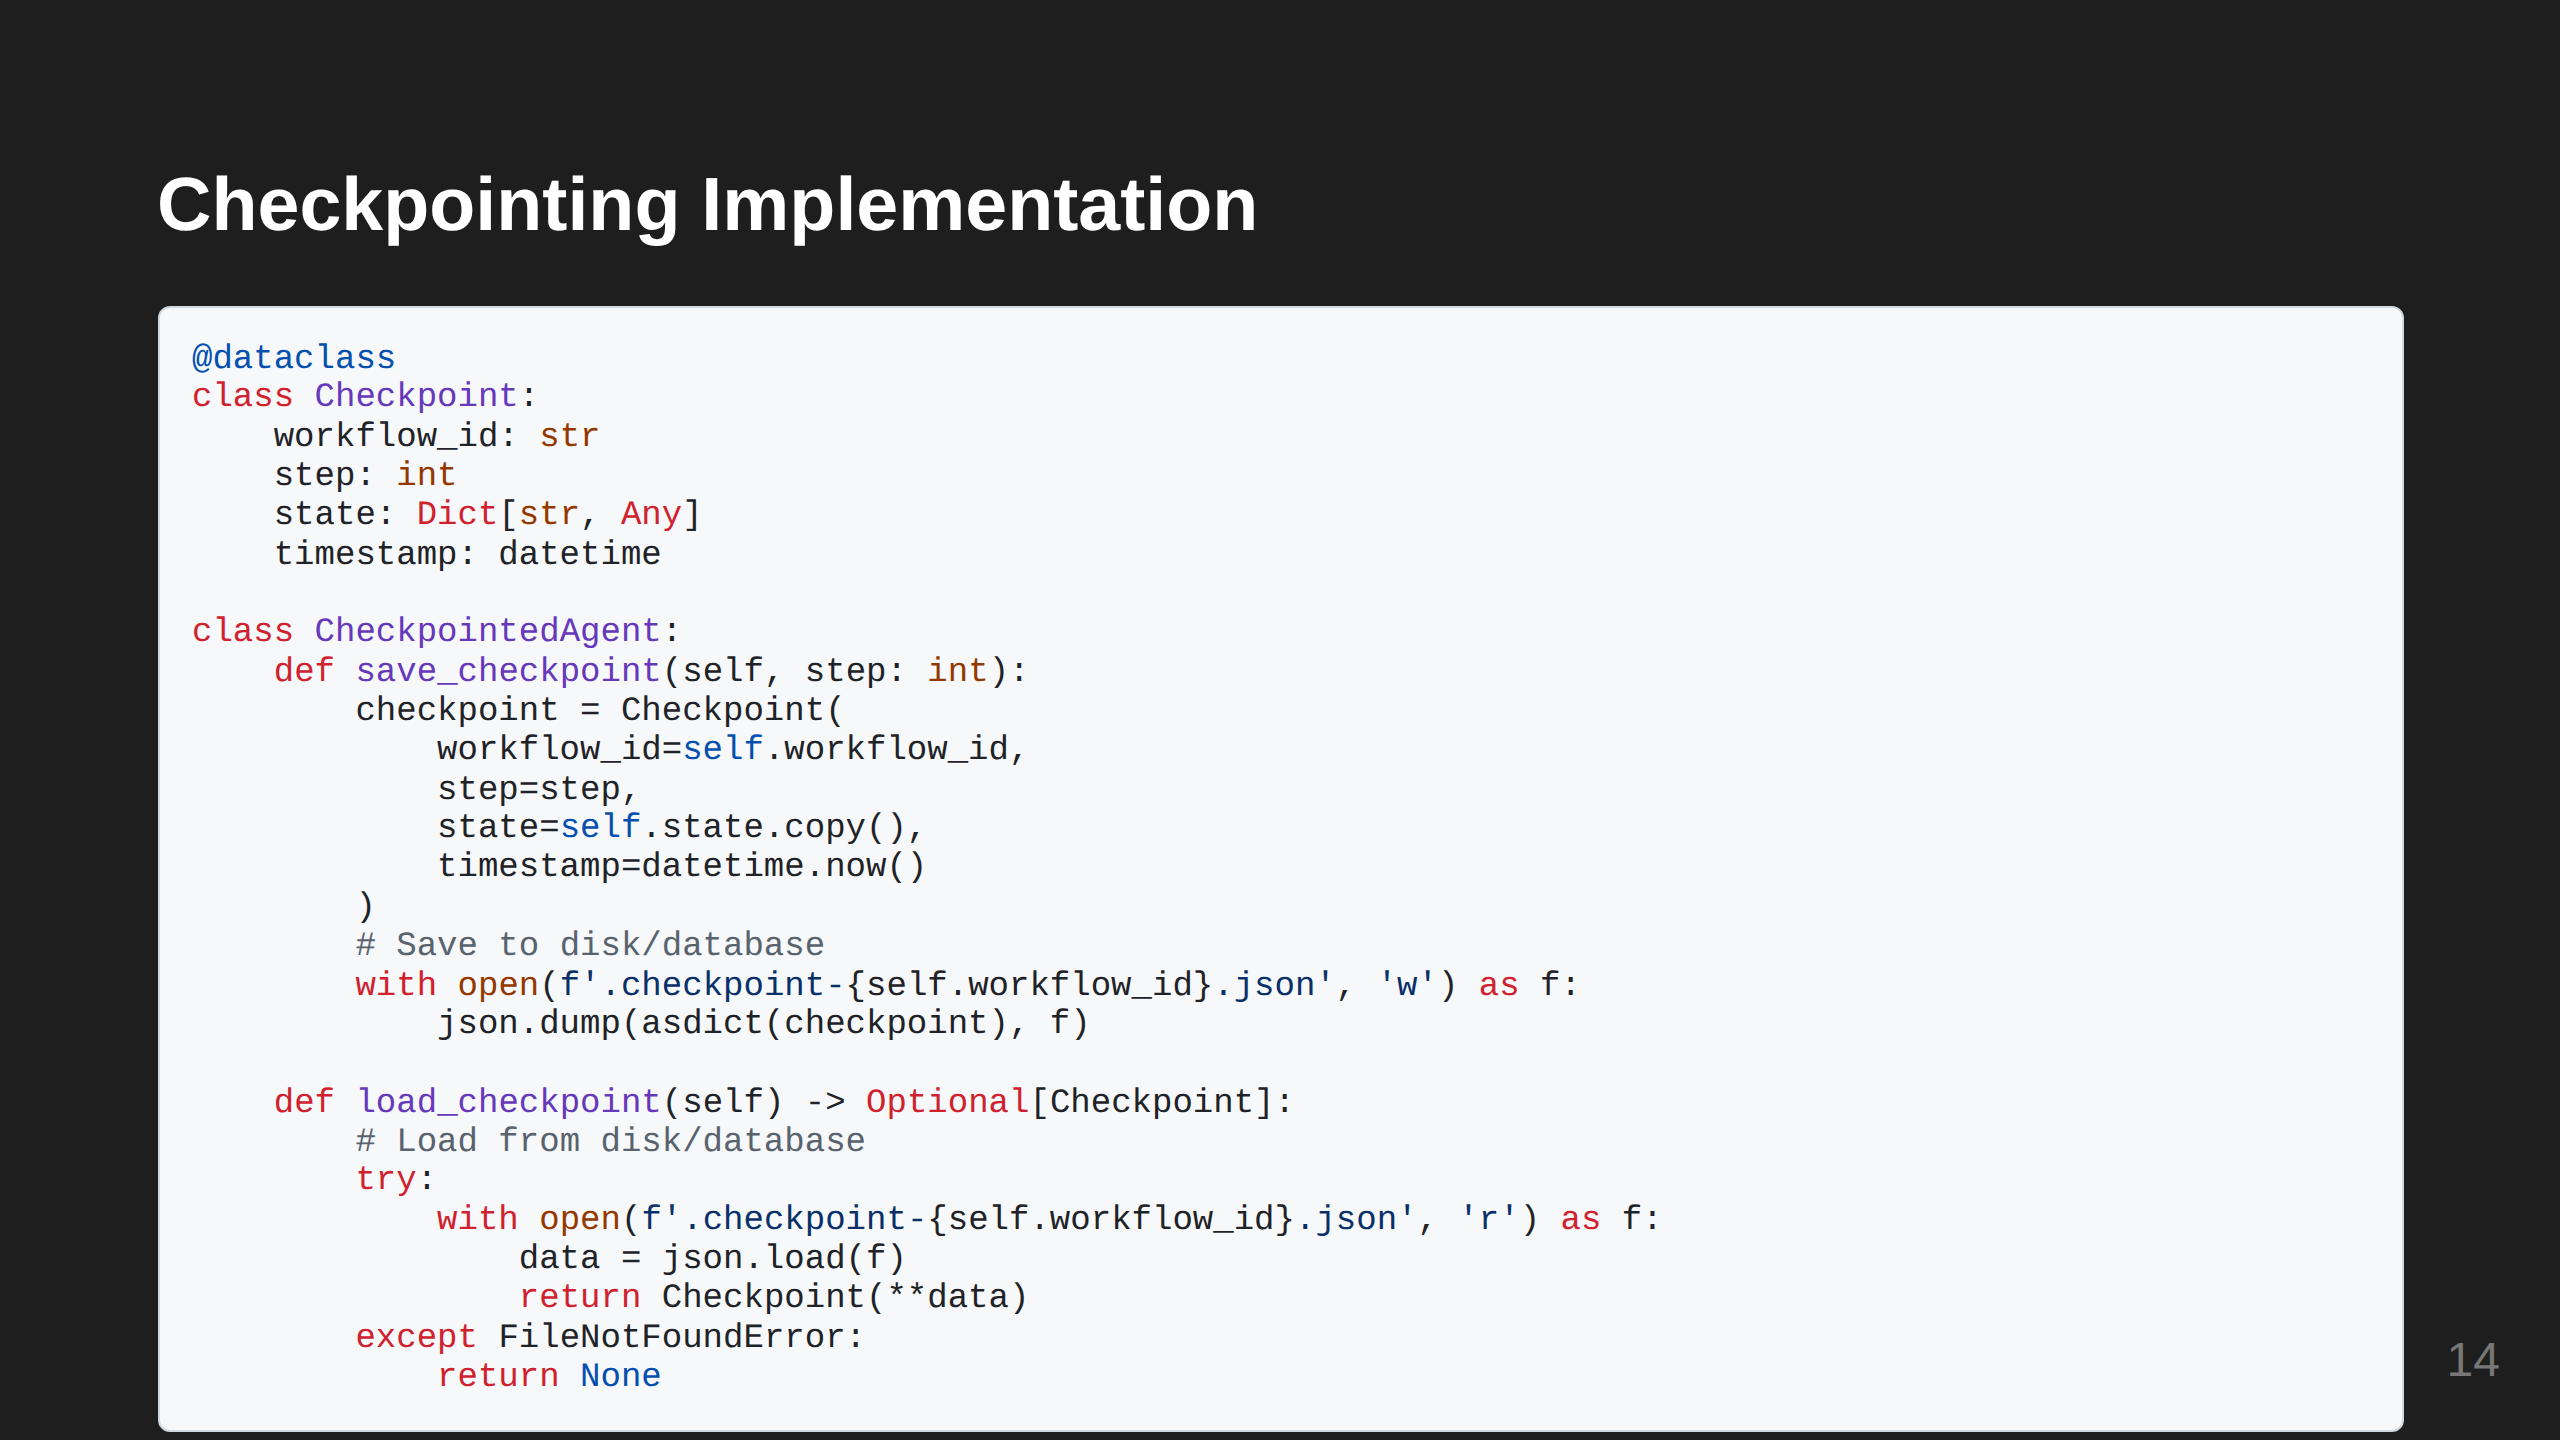 Checkpointing Implementation
@dataclass
class Checkpoint:
    workflow_id: str
    step: int
    state: Dict[str, Any]
    timestamp: datetime

class CheckpointedAgent:
    def save_checkpoint(self, step: int):
        checkpoint = Checkpoint(
            workflow_id=self.workflow_id,
            step=step,
            state=self.state.copy(),
            timestamp=datetime.now()
        )
        # Save to disk/database
        with open(f'.checkpoint-{self.workflow_id}.json', 'w') as f:
            json.dump(asdict(checkpoint), f)

    def load_checkpoint(self) -> Optional[Checkpoint]:
        # Load from disk/database
        try:
            with open(f'.checkpoint-{self.workflow_id}.json', 'r') as f:
                data = json.load(f)
                return Checkpoint(**data)
        except FileNotFoundError:
            return None
14